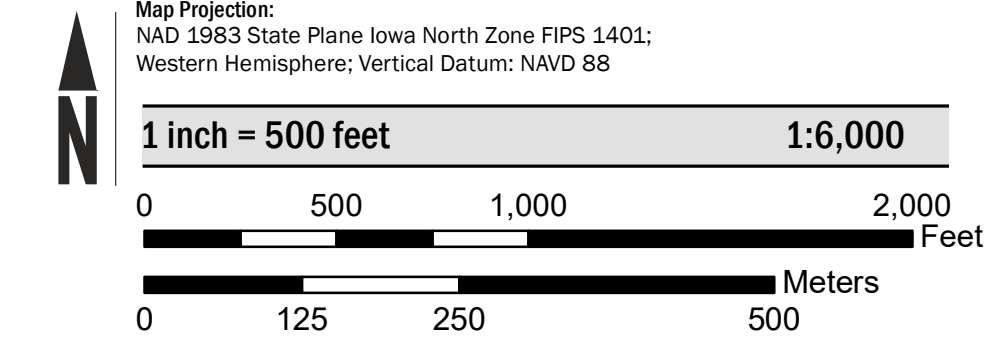 Map Projection:
NAD 1983 State Plane Iowa North Zone FIPS 1401;
Western Hemisphere; Vertical Datum: NAVD 88
N
1 inch = 500 feet 1:6,000
0 500 1,000 2,000
Feet
Meters
0 125 250 500